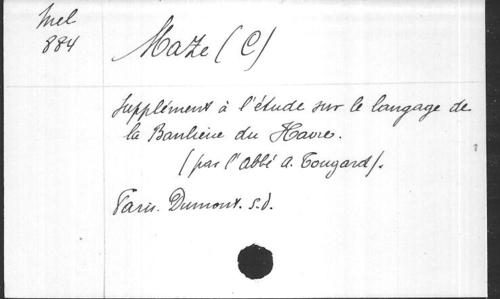 Mel
884
Maze (C)
Supplément à l'étude sur le langage de
la Banlieue du Havre.
(par l'abbé A. Tougard).
Paris. Dumont. s.d.